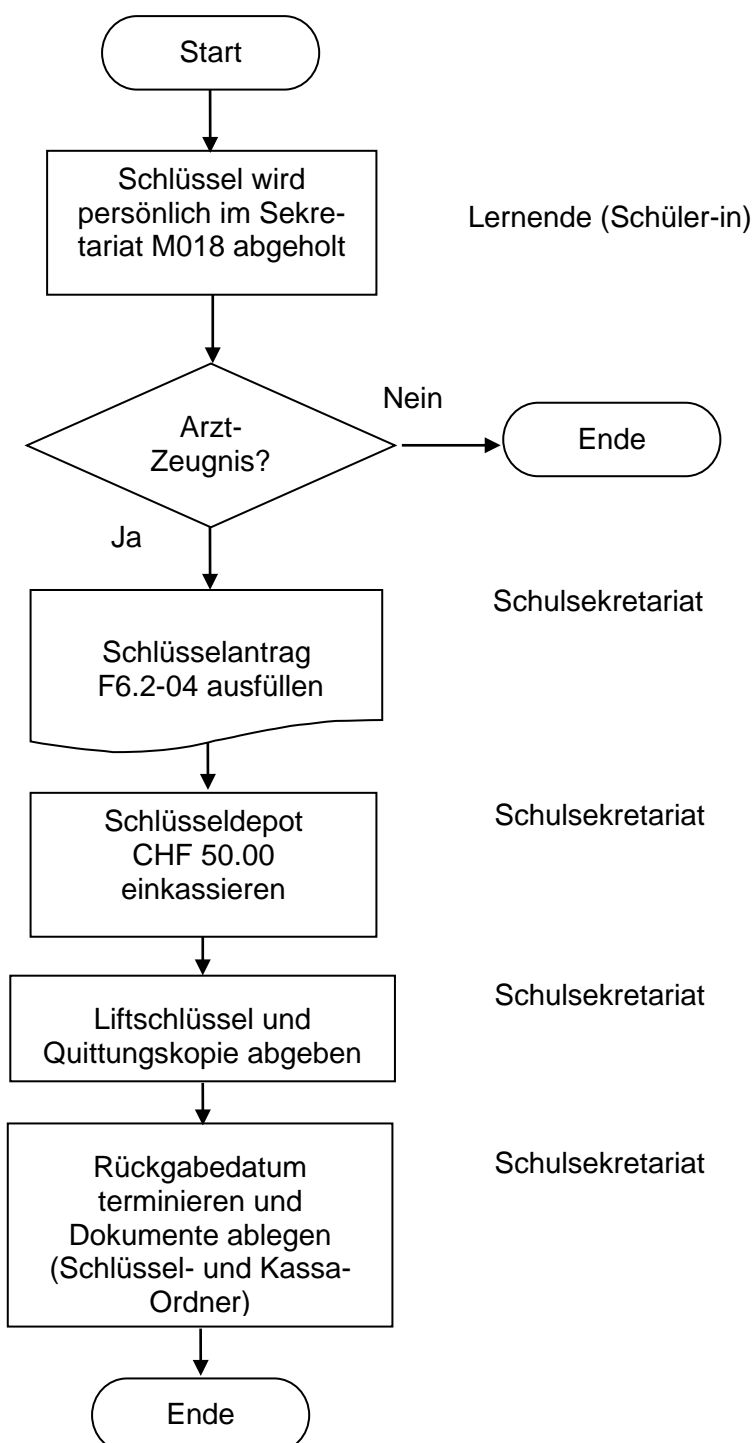 Start
Schlüssel wird
persönlich im Sekre-
tariat M018 abgeholt
Lernende (Schüler-in)
Arzt-
Zeugnis?
Nein
Ende
Ja
Schulsekretariat
Schlüsselantrag
F6.2-04 ausfüllen
Schlüsseldepot
CHF 50.00
einkassieren
Schulsekretariat
Liftschlüssel und
Quittungskopie abgeben
Schulsekretariat
Rückgabedatum
terminieren und
Dokumente ablegen
(Schlüssel- und Kassa-
Ordner)
Schulsekretariat
Ende